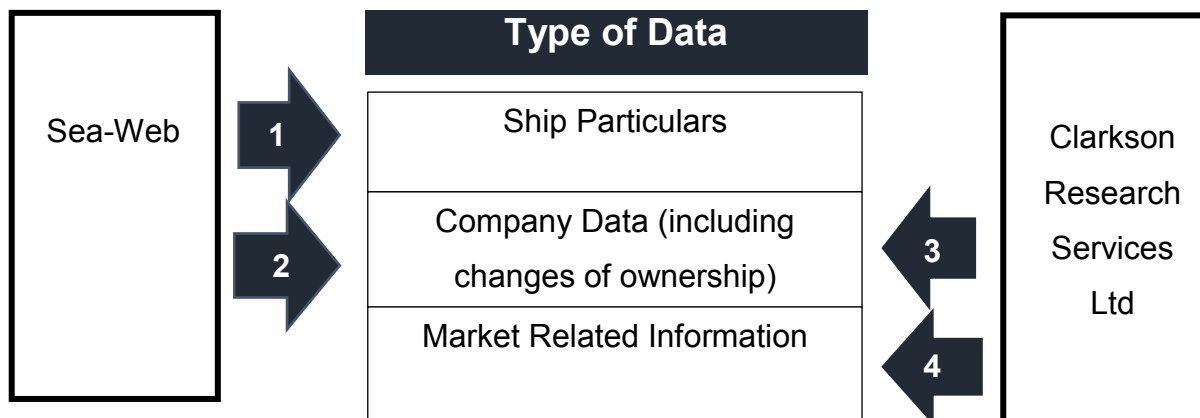 Type of Data
Sea-Web
1
Ship Particulars
2
Company Data (including
changes of ownership)
Market Related Information
3
4
Clarkson
Research
Services
Ltd